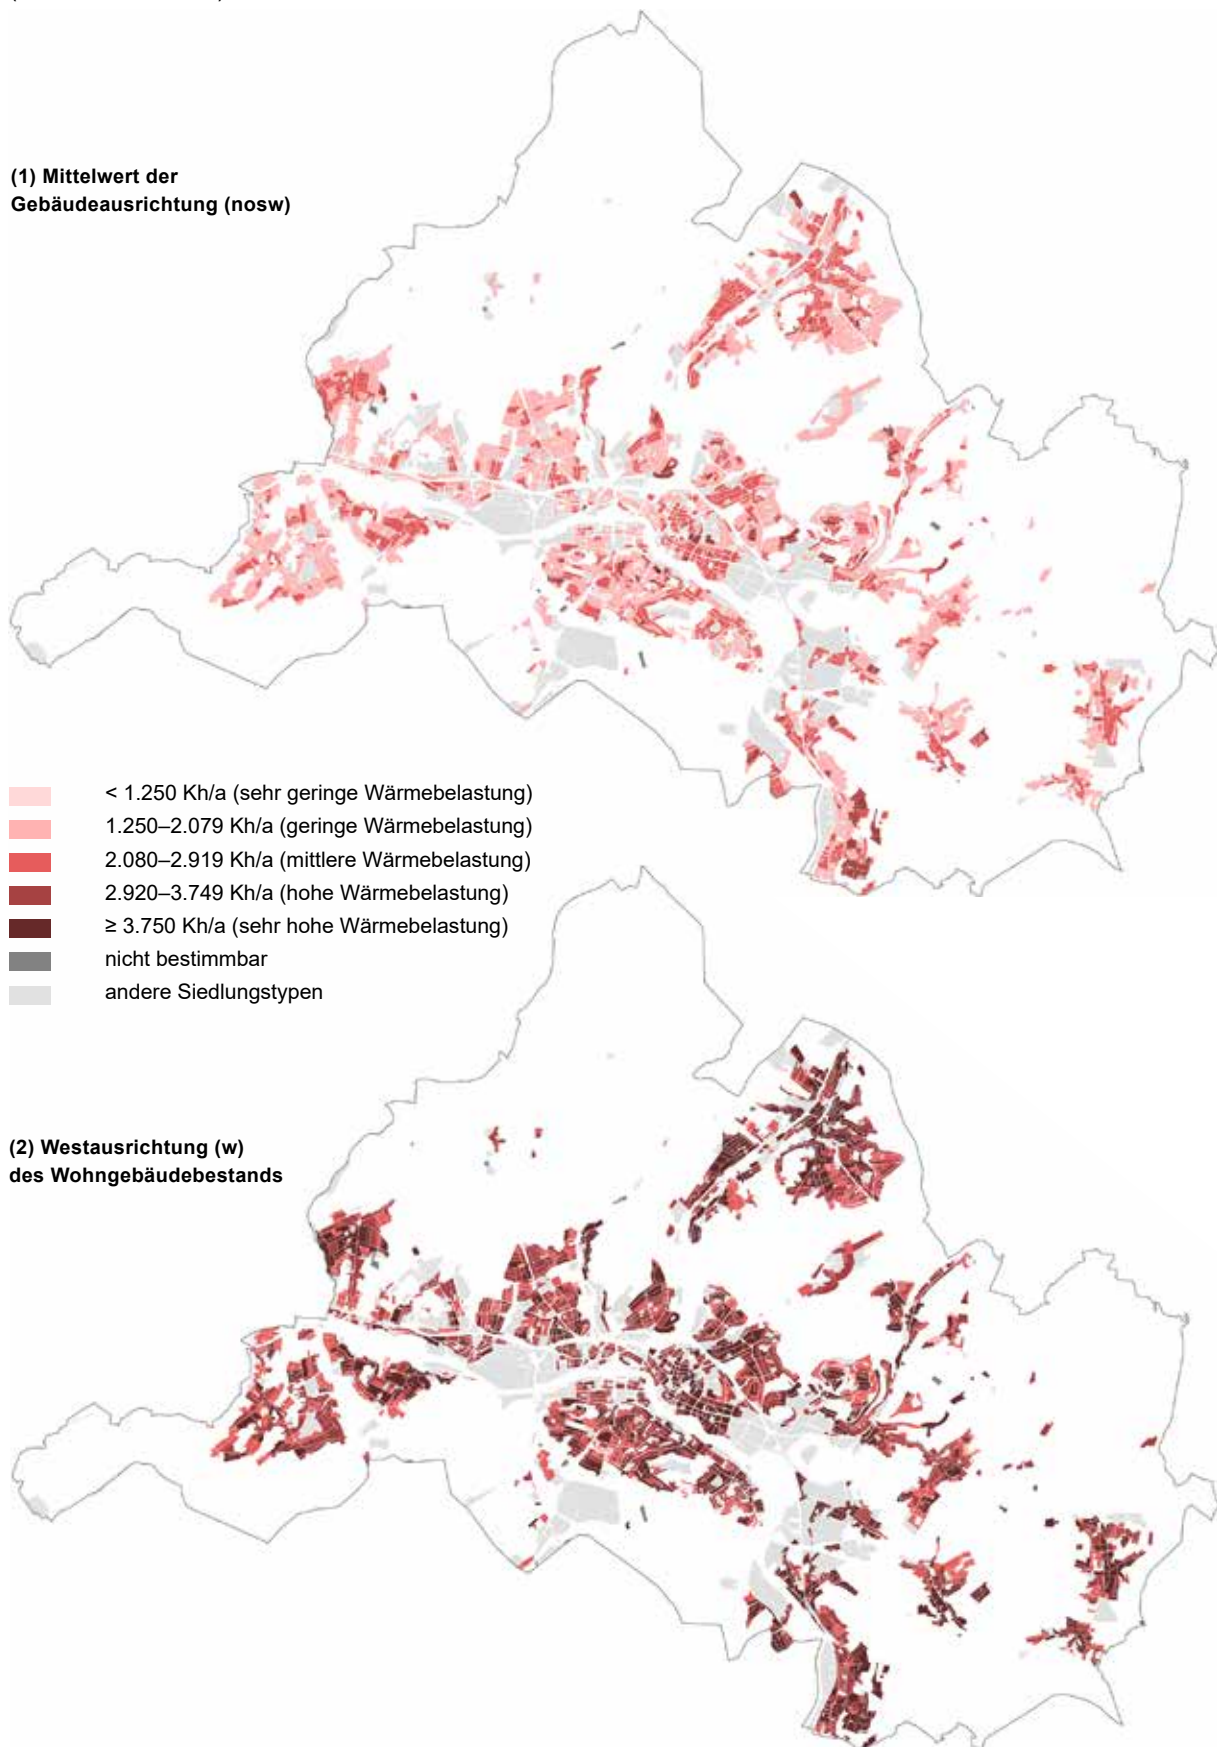 (1) Mittelwert der
Gebäudeausrichtung (nosw)
< 1.250 Kh/a (sehr geringe Wärmebelastung)
1.250–2.079 Kh/a (geringe Wärmebelastung)
2.080–2.919 Kh/a (mittlere Wärmebelastung)
2.920–3.749 Kh/a (hohe Wärmebelastung)
≥ 3.750 Kh/a (sehr hohe Wärmebelastung)
nicht bestimmbar
andere Siedlungstypen
(2) Westausrichtung (w)
des Wohngebäudebestands